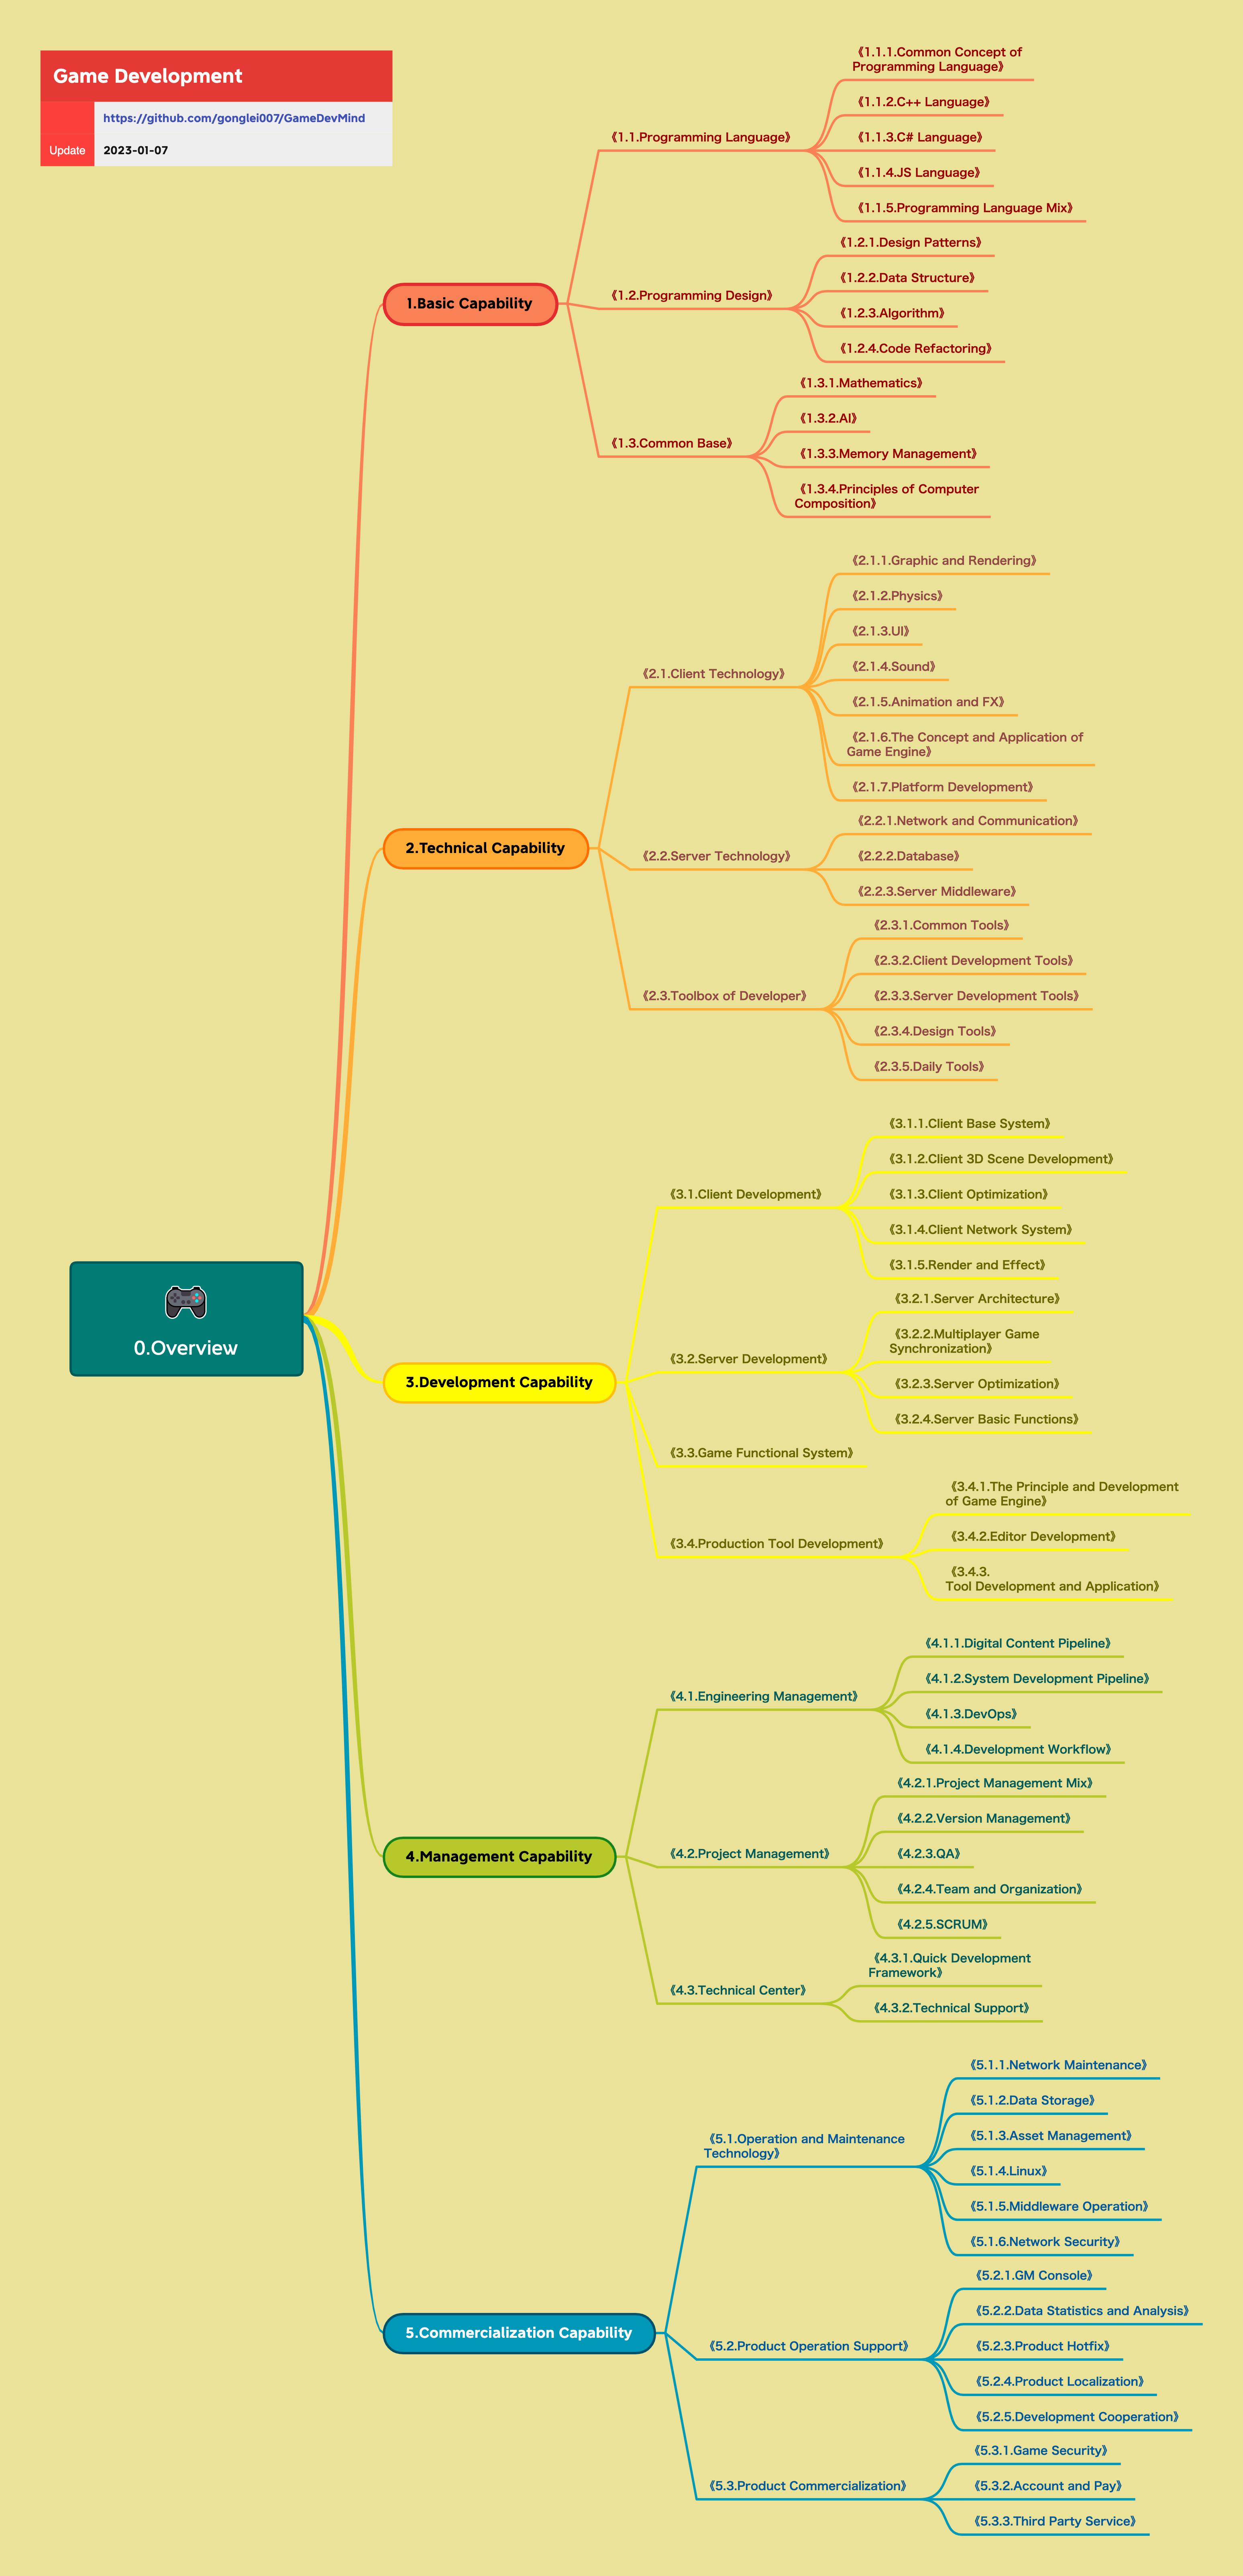 Game Development
https://github.com/gonglei007/GameDevMind
Update 2023-01-07
0.Overview
1.Basic Capability
《1.1.Programming Language》
《1.1.1.Common Concept of
Programming Language》
《1.1.2.C++ Language》
《1.1.3.C# Language》
《1.1.4.JS Language》
《1.1.5.Programming Language Mix》
《1.2.Programming Design》
《1.2.1.Design Patterns》
《1.2.2.Data Structure》
《1.2.3.Algorithm》
《1.2.4.Code Refactoring》
《1.3.Common Base》
《1.3.1.Mathematics》
《1.3.2.AI》
《1.3.3.Memory Management》
《1.3.4.Principles of Computer
Composition》
2.Technical Capability
《2.1.Client Technology》
《2.1.1.Graphic and Rendering》
《2.1.2.Physics》
《2.1.3.UI》
《2.1.4.Sound》
《2.1.5.Animation and FX》
《2.1.6.The Concept and Application of
Game Engine》
《2.1.7.Platform Development》
《2.2.Server Technology》
《2.2.1.Network and Communication》
《2.2.2.Database》
《2.2.3.Server Middleware》
《2.3.Toolbox of Developer》
《2.3.1.Common Tools》
《2.3.2.Client Development Tools》
《2.3.3.Server Development Tools》
《2.3.4.Design Tools》
《2.3.5.Daily Tools》
3.Development Capability
《3.1.Client Development》
《3.1.1.Client Base System》
《3.1.2.Client 3D Scene Development》
《3.1.3.Client Optimization》
《3.1.4.Client Network System》
《3.1.5.Render and Effect》
《3.2.Server Development》
《3.2.1.Server Architecture》
《3.2.2.Multiplayer Game
Synchronization》
《3.2.3.Server Optimization》
《3.2.4.Server Basic Functions》
《3.3.Game Functional System》
《3.4.Production Tool Development》
《3.4.1.The Principle and Development
of Game Engine》
《3.4.2.Editor Development》
《3.4.3.
Tool Development and Application》
4.Management Capability
《4.1.Engineering Management》
《4.1.1.Digital Content Pipeline》
《4.1.2.System Development Pipeline》
《4.1.3.DevOps》
《4.1.4.Development Workflow》
《4.2.Project Management》
《4.2.1.Project Management Mix》
《4.2.2.Version Management》
《4.2.3.QA》
《4.2.4.Team and Organization》
《4.2.5.SCRUM》
《4.3.Technical Center》
《4.3.1.Quick Development
Framework》
《4.3.2.Technical Support》
5.Commercialization Capability
《5.1.Operation and Maintenance
Technology》
《5.1.1.Network Maintenance》
《5.1.2.Data Storage》
《5.1.3.Asset Management》
《5.1.4.Linux》
《5.1.5.Middleware Operation》
《5.1.6.Network Security》
《5.2.Product Operation Support》
《5.2.1.GM Console》
《5.2.2.Data Statistics and Analysis》
《5.2.3.Product Hotfix》
《5.2.4.Product Localization》
《5.2.5.Development Cooperation》
《5.3.Product Commercialization》
《5.3.1.Game Security》
《5.3.2.Account and Pay》
《5.3.3.Third Party Service》